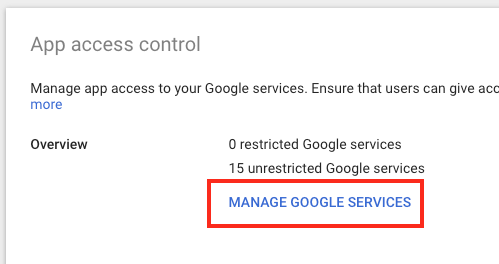 App access control
Manage app access to your Google services. Ensure that users can give acc
more
Overview
0 restricted Google services
15 unrestricted Google services
MANAGE GOOGLE SERVICES